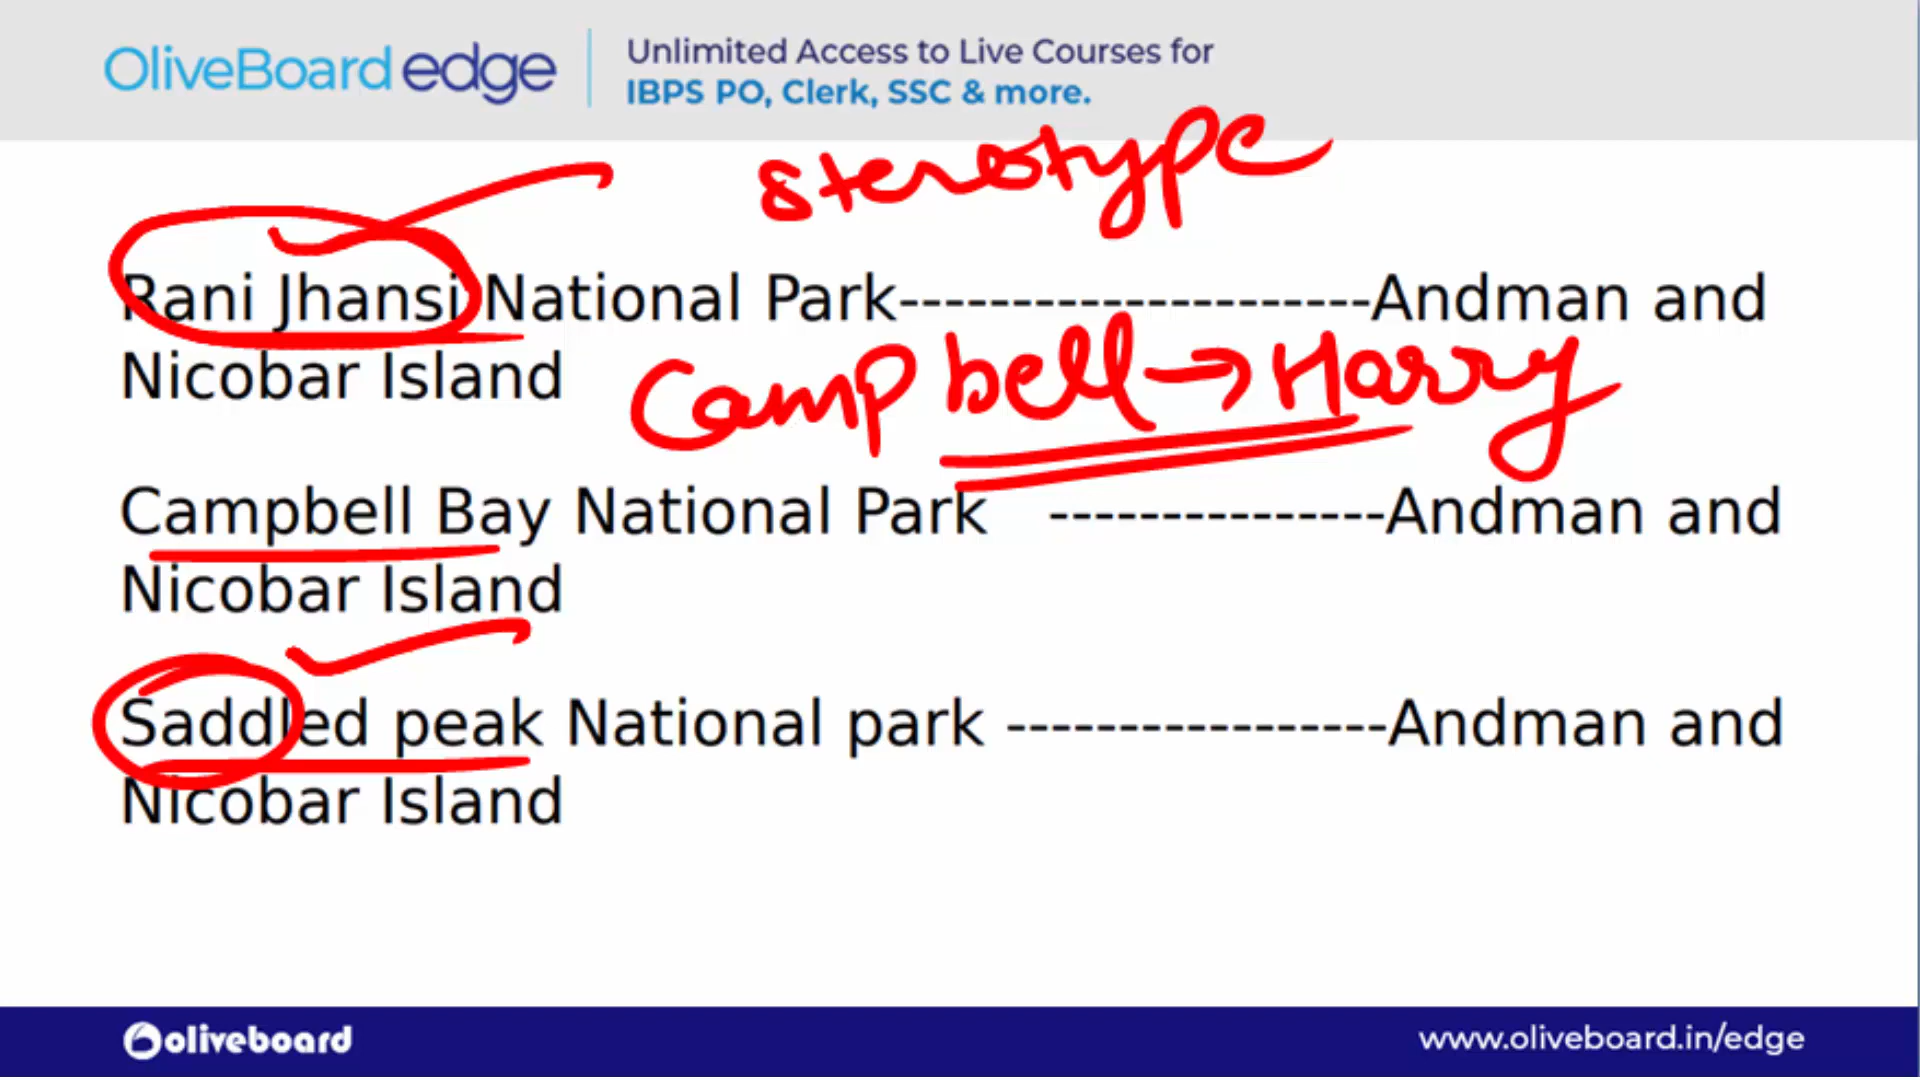 OliveBoard edge
Unlimited Access to Live Courses for
IBPS PO, Clerk, SSC & more.
sterotype
Rani Jhansi National Park---------------------Andman and
Nicobar Island
Campbell → Harry
Campbell Bay National Park ---------------Andman and
Nicobar Island
Saddled peak National park -----------------Andman and
Nicobar Island
oliveboard
www.oliveboard.in/edge